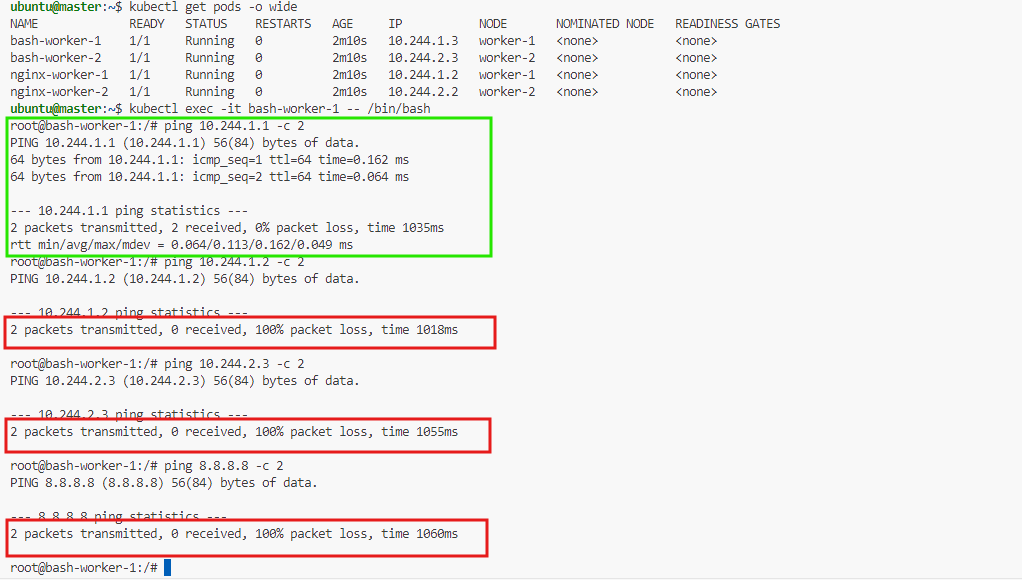 ubuntu@master:~$ kubectl get pods -o wide
NAME READY STATUS RESTARTS AGE IP NODE NOMINATED NODE READINESS GATES
bash-worker-1 1/1 Running 0 2m10s 10.244.1.3 worker-1 <none> <none>
bash-worker-2 1/1 Running 0 2m10s 10.244.2.3 worker-2 <none> <none>
nginx-worker-1 1/1 Running 0 2m10s 10.244.1.2 worker-1 <none> <none>
nginx-worker-2 1/1 Running 0 2m10s 10.244.2.2 worker-2 <none> <none>
ubuntu@master:~$ kubectl exec -it bash-worker-1 -- /bin/bash
root@bash-worker-1:/# ping 10.244.1.1 -c 2
PING 10.244.1.1 (10.244.1.1) 56(84) bytes of data.
64 bytes from 10.244.1.1: icmp_seq=1 ttl=64 time=0.162 ms
64 bytes from 10.244.1.1: icmp_seq=2 ttl=64 time=0.064 ms
--- 10.244.1.1 ping statistics ---
2 packets transmitted, 2 received, 0% packet loss, time 1035ms
rtt min/avg/max/mdev = 0.064/0.113/0.162/0.049 ms
root@bash-worker-1:/# ping 10.244.1.2 -c 2
PING 10.244.1.2 (10.244.1.2) 56(84) bytes of data.
--- 10.244.1.2 ping statistics ---
2 packets transmitted, 0 received, 100% packet loss, time 1018ms
root@bash-worker-1:/# ping 10.244.2.3 -c 2
PING 10.244.2.3 (10.244.2.3) 56(84) bytes of data.
--- 10.244.2.3 ping statistics ---
2 packets transmitted, 0 received, 100% packet loss, time 1055ms
root@bash-worker-1:/# ping 8.8.8.8 -c 2
PING 8.8.8.8 (8.8.8.8) 56(84) bytes of data.
--- 8.8.8.8 ping statistics ---
2 packets transmitted, 0 received, 100% packet loss, time 1060ms
root@bash-worker-1:/#